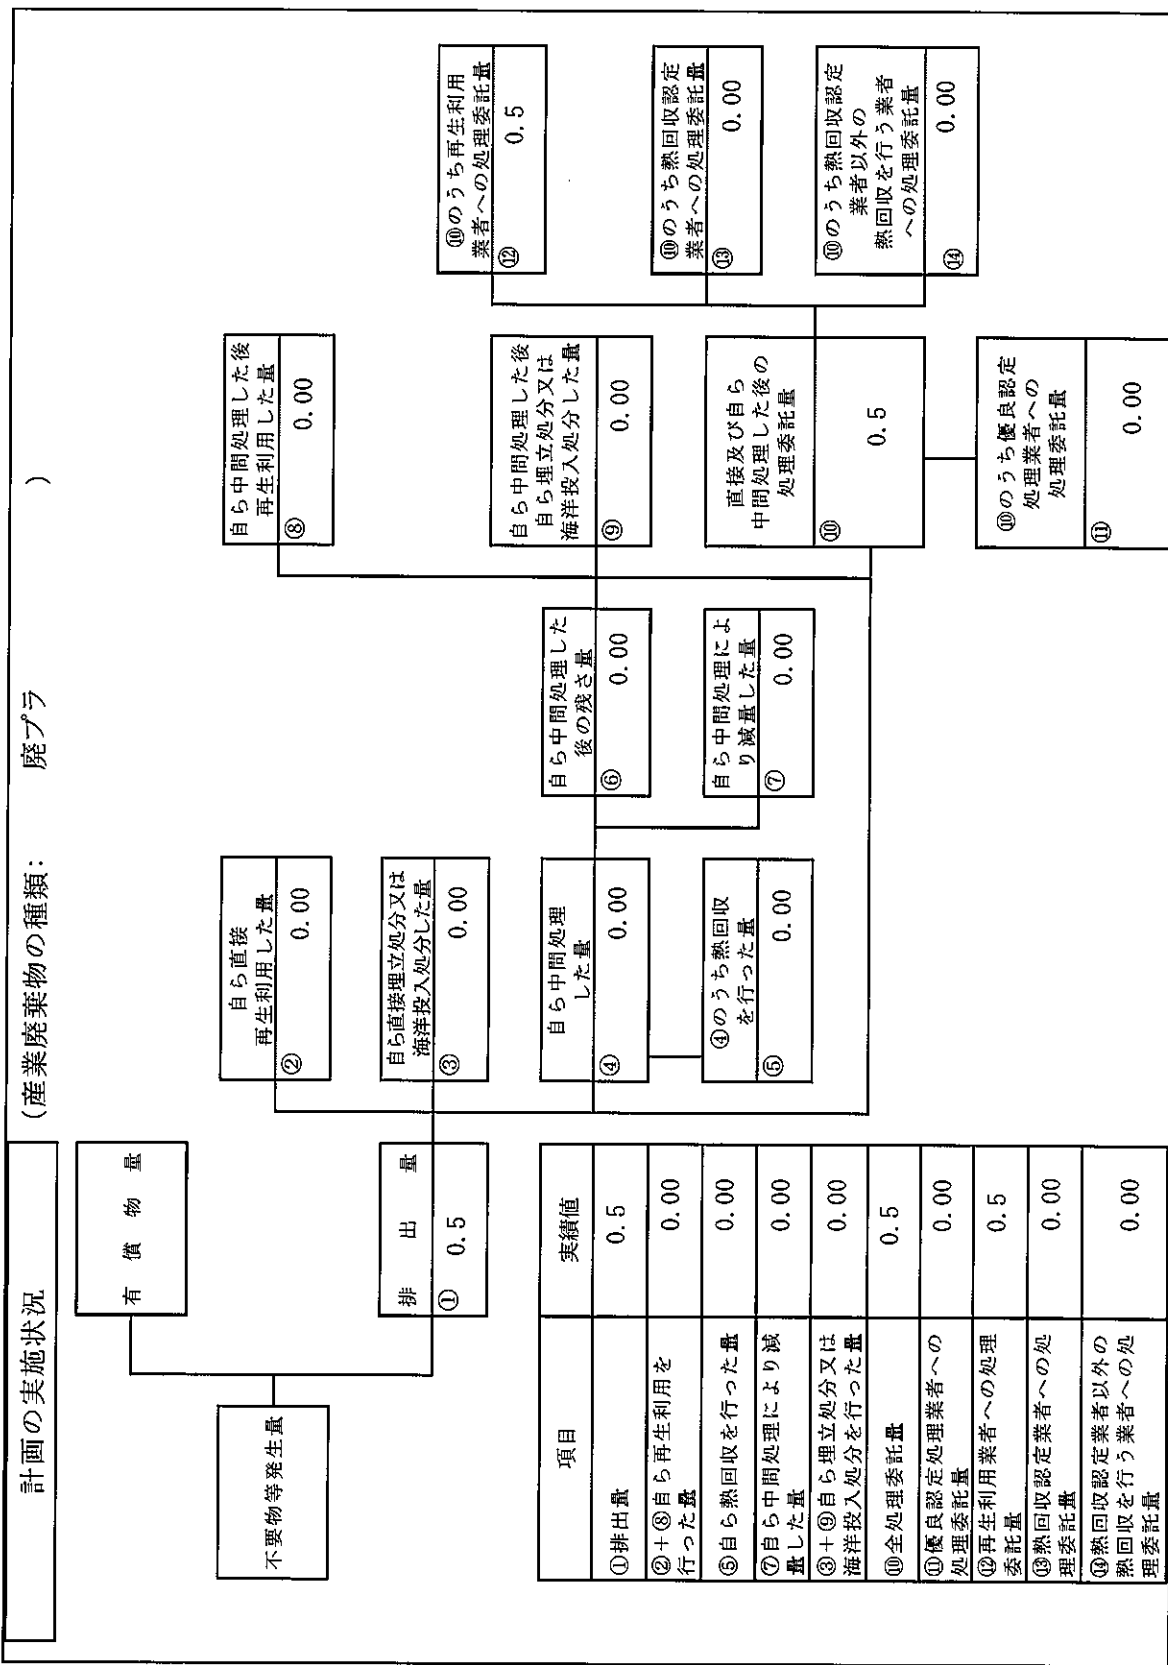 計画の実施状況
(産業廃棄物の種類: 廃プラ )
不要物等発生量
有償物量
排出量
① 0.5
自ら直接
再生利用した量
② 0.00
自ら直接埋立処分又は
海洋投入処分した量
③ 0.00
自ら中間処理
した量
④ 0.00
④のうち熱回収
を行った量
⑤ 0.00
自ら中間処理した
後の残さ量
⑥ 0.00
自ら中間処理によ
り減量した量
⑦ 0.00
自ら中間処理した後
再生利用した量
⑧ 0.00
自ら中間処理した後
自ら埋立処分又は
海洋投入処分した量
⑨ 0.00
直接及び自ら
中間処理した後の
処理委託量
⑩ 0.5
⑩のうち優良認定
処理業者への
処理委託量
⑪ 0.00
⑩のうち再生利用
業者への処理委託量
⑫ 0.5
⑩のうち熱回収認定
業者への処理委託量
⑬ 0.00
⑩のうち熱回収認定
業者以外の
熱回収を行う業者
への処理委託量
⑭ 0.00
項目 実績値
①排出量 0.5
②+⑧自ら再生利用を
行った量 0.00
⑤自ら熱回収を行った量 0.00
⑦自ら中間処理により減
量した量 0.00
③+⑨自ら埋立処分又は
海洋投入処分を行った量 0.00
⑩全処理委託量 0.5
⑪優良認定処理業者への
処理委託量 0.00
⑫再生利用業者への処理
委託量 0.5
⑬熱回収認定業者への処
理委託量 0.00
⑭熱回収認定業者以外の
熱回収を行う業者への処
理委託量 0.00